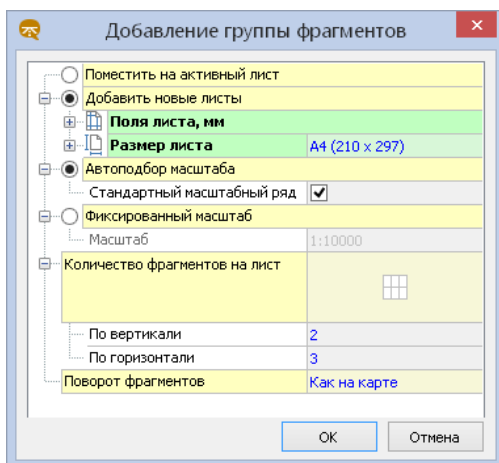 Добавление группы фрагментов
Поместить на активный лист
Добавить новые листы
Поля листа, мм
Размер листа A4 (210 x 297)
Автоподбор масштаба
Стандартный масштабный ряд
Фиксированный масштаб
Масштаб 1:10000
Количество фрагментов на лист
По вертикали 2
По горизонтали 3
Поворот фрагментов Как на карте
OK Отмена